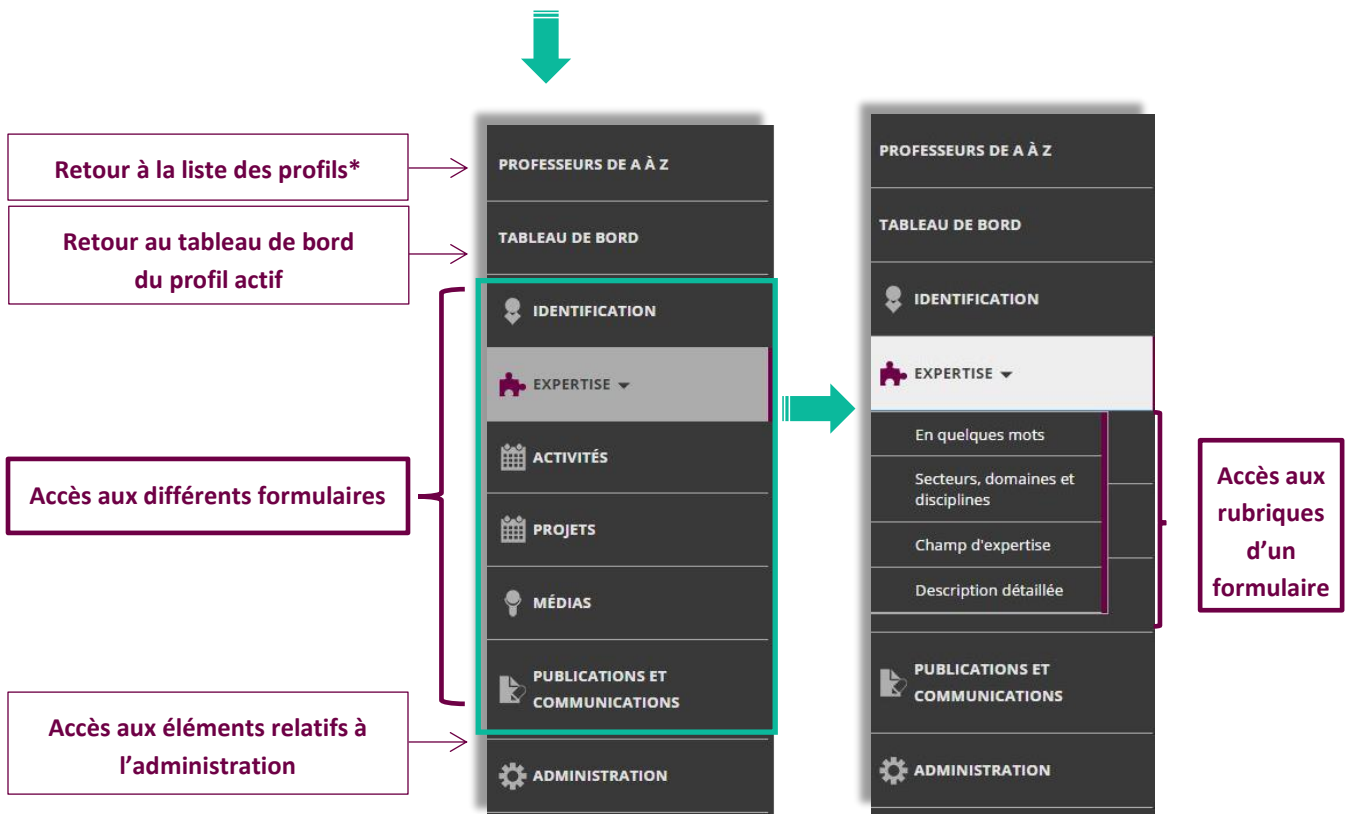 Retour à la liste des profils*
Retour au tableau de bord
du profil actif
Accès aux différents formulaires
Accès aux éléments relatifs à
l’administration
PROFESSEURS DE A À Z
TABLEAU DE BORD
IDENTIFICATION
EXPERTISE
ACTIVITÉS
PROJETS
MÉDIAS
PUBLICATIONS ET
COMMUNICATIONS
ADMINISTRATION
PROFESSEURS DE A À Z
TABLEAU DE BORD
IDENTIFICATION
EXPERTISE
En quelques mots
Secteurs, domaines et
disciplines
Champ d'expertise
Description détaillée
PUBLICATIONS ET
COMMUNICATIONS
ADMINISTRATION
Accès aux
rubriques
d’un
formulaire